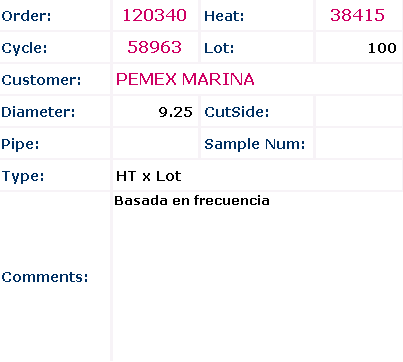 Order: 120340 Heat: 38415
Cycle: 58963 Lot: 100
Customer: PEMEX MARINA
Diameter: 9.25 CutSide:
Pipe: Sample Num:
Type: HT x Lot
Basada en frecuencia
Comments: